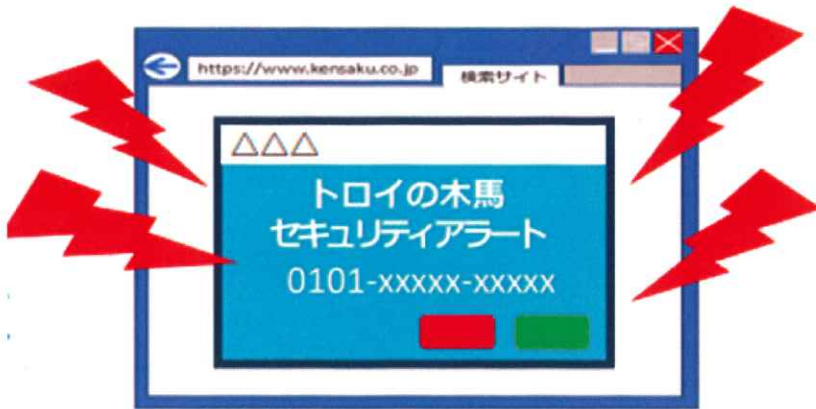 https://www.kensaku.co.jp
検索サイト
△△△
トロイの木馬
セキュリティアラート
0101-xxxxx-xxxxx